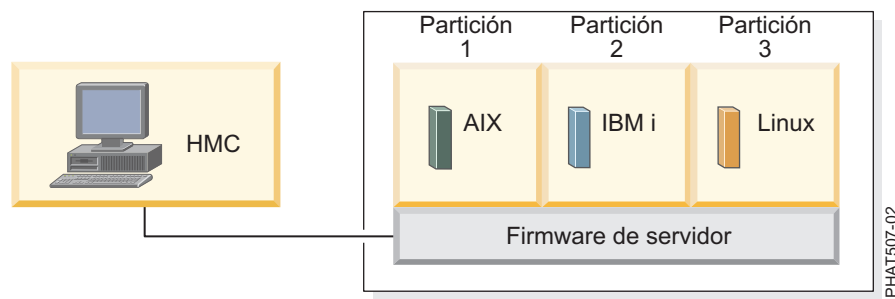 Partición 1
Partición 2
Partición 3
HMC
AIX
IBM i
Linux
Firmware de servidor
PHAT507-02